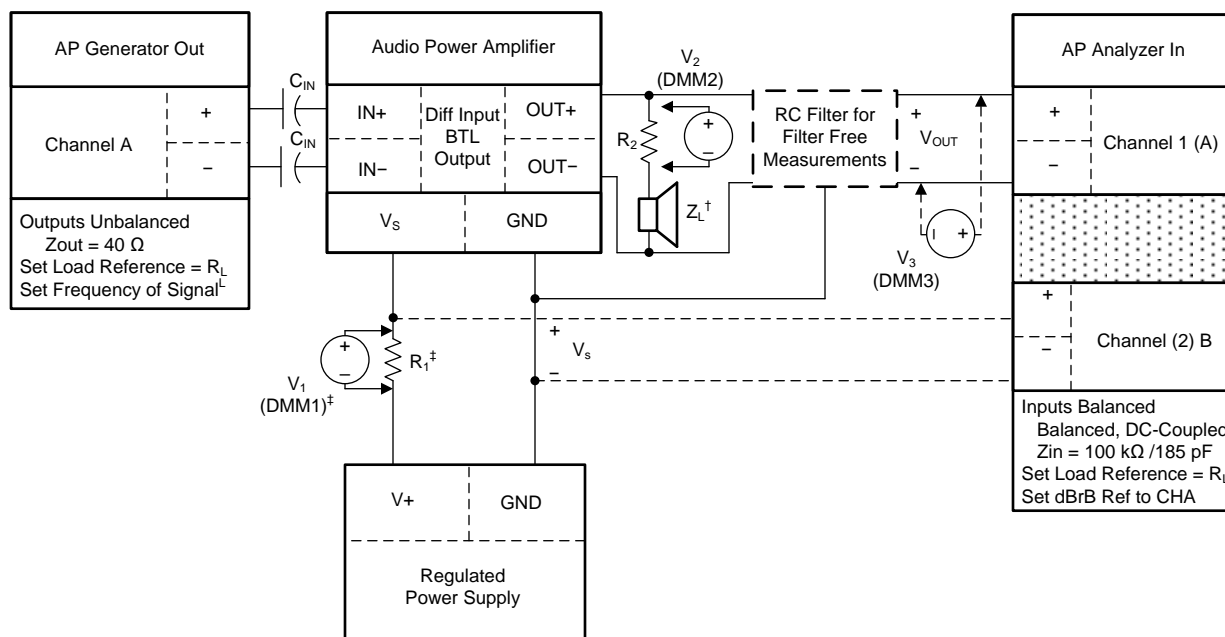 AP Generator Out
Channel A
+
−
Outputs Unbalanced
Zout = 40 Ω
Set Load Reference = RL
Set Frequency of SignalL
CIN
CIN
Audio Power Amplifier
IN+
IN−
Diff Input
BTL
Output
OUT+
OUT−
VS
GND
V2
(DMM2)
R2
+
−
ZL†
RC Filter for
Filter Free
Measurements
+
VOUT
−
− +
V3
(DMM3)
AP Analyzer In
+
−
Channel 1 (A)
+
−
Channel (2) B
Inputs Balanced
Balanced, DC-Coupled
Zin = 100 kΩ /185 pF
Set Load Reference = RL
Set dBrB Ref to CHA
+
−
V1
(DMM1)‡
R1‡
+
Vs
−
V+
GND
Regulated
Power Supply